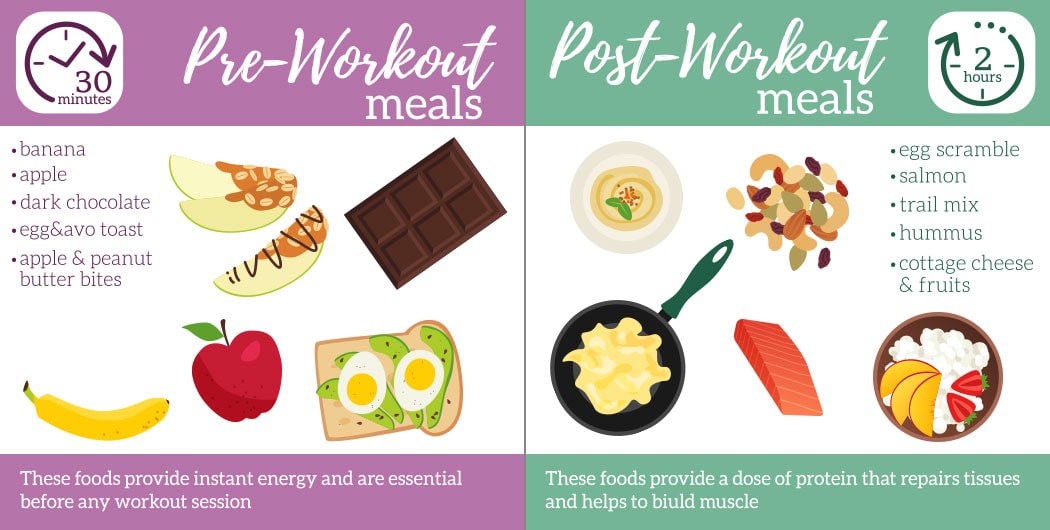 30
minutes
Pre-Workout
meals
• banana
• apple
• dark chocolate
• egg&avo toast
• apple & peanut
butter bites
These foods provide instant energy and are essential
before any workout session
Post-Workout
meals
2
hours
• egg scramble
• salmon
• trail mix
• hummus
• cottage cheese
& fruits
These foods provide a dose of protein that repairs tissues
and helps to biuld muscle